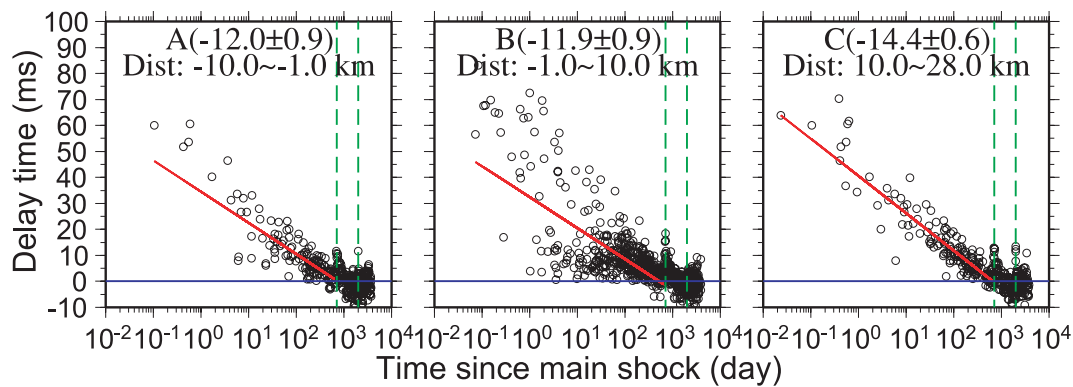 A(-12.0±0.9)
Dist: -10.0~-1.0 km
B(-11.9±0.9)
Dist: -1.0~10.0 km
C(-14.4±0.6)
Dist: 10.0~28.0 km
Delay time (ms)
100
90
80
70
60
50
40
30
20
10
0
-10
10-2 10-1 100 101 102 103 104
10-2 10-1 100 101 102 103 104
10-2 10-1 100 101 102 103 104
Time since main shock (day)